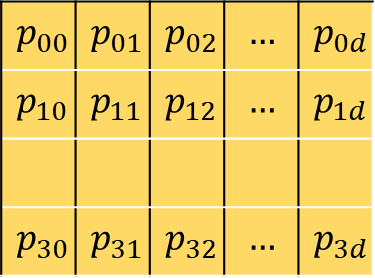 p₀₀ p₀₁ p₀₂ ... p₀d
p₁₀ p₁₁ p₁₂ ... p₁d
p₃₀ p₃₁ p₃₂ ... p₃d